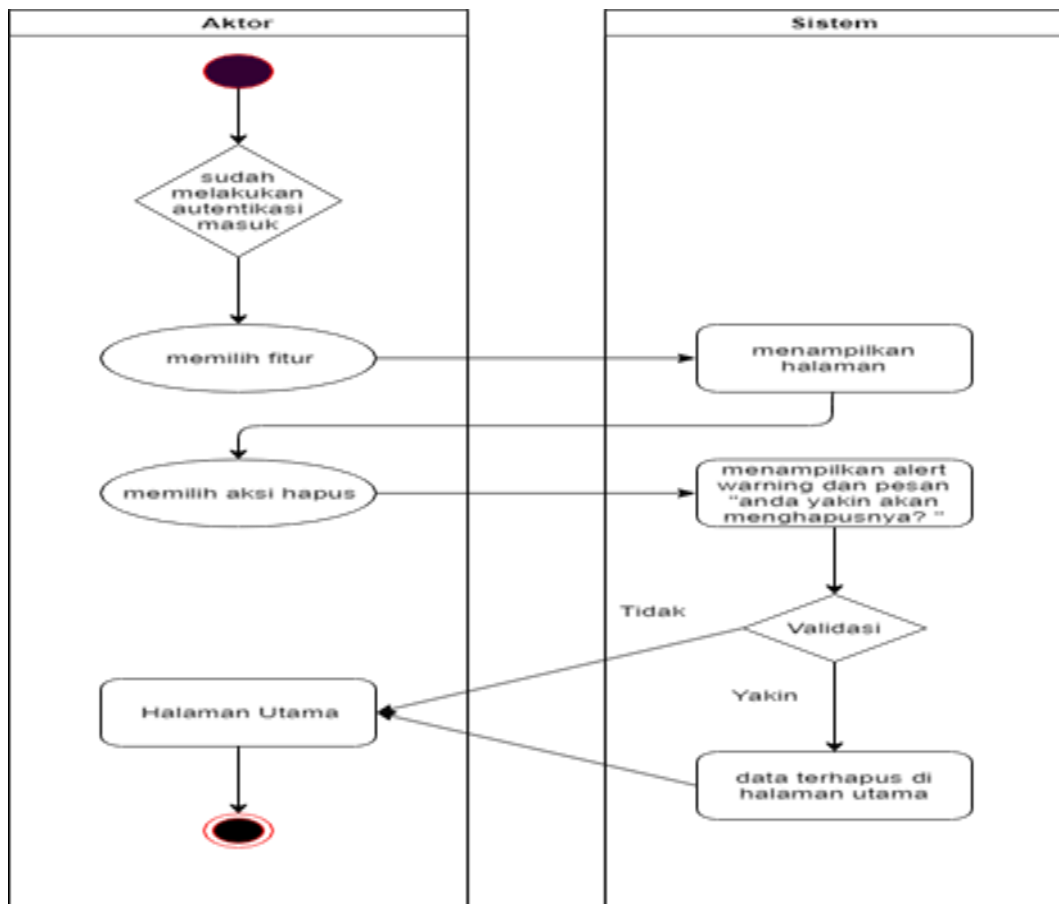 Aktor
Sistem
sudah
melakukan
autentikasi
masuk
memilih fitur
menampilkan
halaman
memilih aksi hapus
menampilkan alert
warning dan pesan
"anda yakin akan
menghapusnya? "
Tidak
Validasi
Yakin
Halaman Utama
data terhapus di
halaman utama